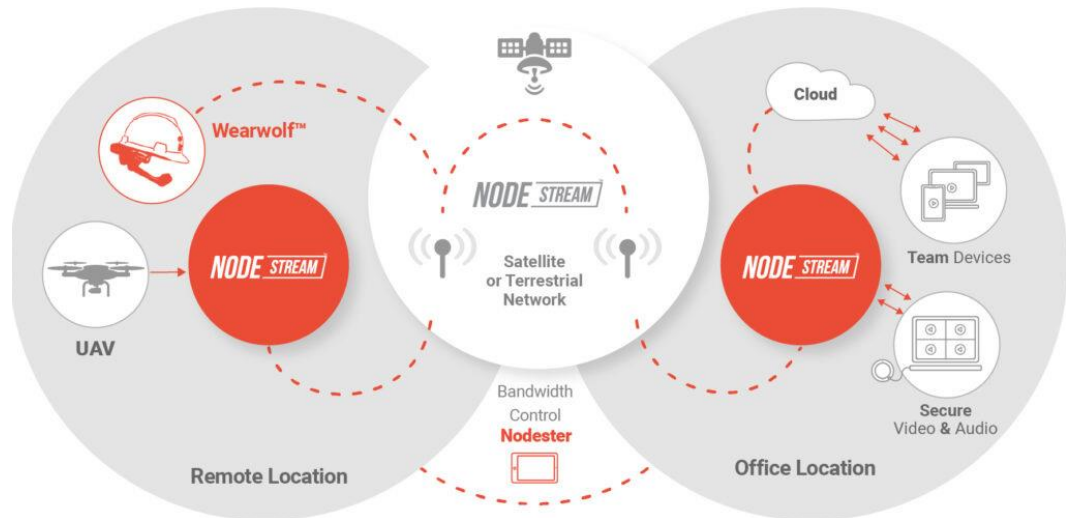 Wearwolf™
NODE STREAM
UAV
Remote Location
NODE STREAM
Satellite
or Terrestrial
Network
Bandwidth
Control
Nodester
Cloud
NODE STREAM
Team Devices
Secure
Video & Audio
Office Location